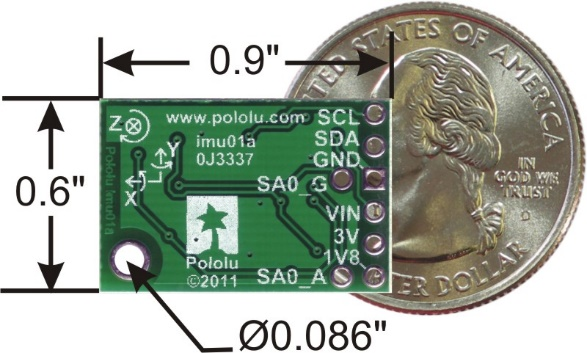 0.9"
0.6"
www.pololu.com
imu01a
0J3337
Z
Y
X
Pololu imu01a
SCL
SDA
GND
SA0_G
VIN
3V
1V8
SA0_A
Pololu
©2011
STATES OF AMERICA
IN
GOD WE
TRUST
D
TER DOLLAR
Ø0.086"